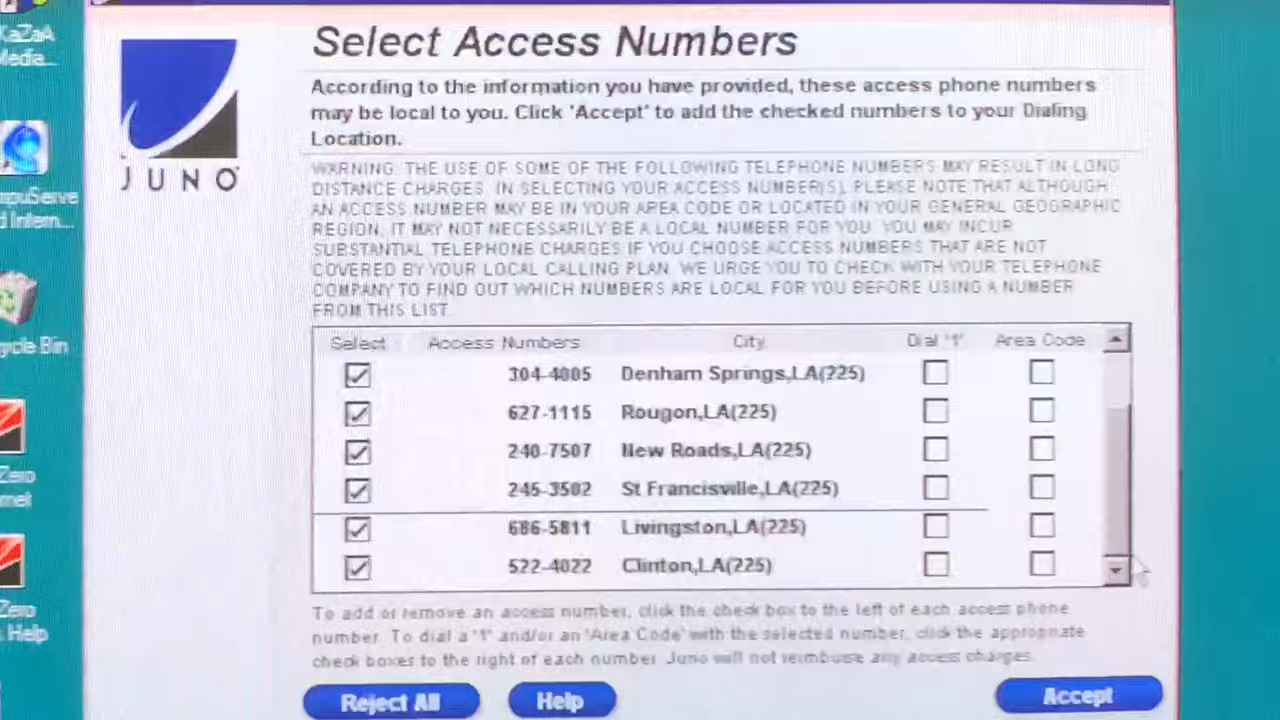 KaZaA
Media...
Select Access Numbers
According to the information you have provided, these access phone numbers
may be local to you. Click 'Accept' to add the checked numbers to your Dialing
Location.
JUNO
WARNING: THE USE OF SOME OF THE FOLLOWING TELEPHONE NUMBERS MAY RESULT IN LONG
DISTANCE CHARGES. IN SELECTING YOUR ACCESS NUMBER(S), PLEASE NOTE THAT ALTHOUGH
AN ACCESS NUMBER MAY BE IN YOUR AREA CODE OR LOCATED IN YOUR GENERAL GEOGRAPHIC
REGION, IT MAY NOT NECESSARILY BE A LOCAL NUMBER FOR YOU. YOU MAY INCUR
SUBSTANTIAL TELEPHONE CHARGES IF YOU CHOOSE ACCESS NUMBERS THAT ARE NOT
COVERED BY YOUR LOCAL CALLING PLAN. WE URGE YOU TO CHECK WITH YOUR TELEPHONE
COMPANY TO FIND OUT WHICH NUMBERS ARE LOCAL FOR YOU BEFORE USING A NUMBER
FROM THIS LIST.
mpuServe
d Intern...
ycle Bin
Zero
rnet
Zero
s Help
Select Access Numbers City Dial '1' Area Code
304-4005 Denham Springs,LA(225)
627-1115 Rougon,LA(225)
240-7507 New Roads,LA(225)
245-3502 St Francisville,LA(225)
686-5811 Livingston,LA(225)
522-4022 Clinton,LA(225)
To add or remove an access number, click the check box to the left of each access phone
number. To dial a '1' and/or an 'Area Code' with the selected number, click the appropriate
check boxes to the right of each number. Juno will not reimburse any access charges.
Reject All Help Accept